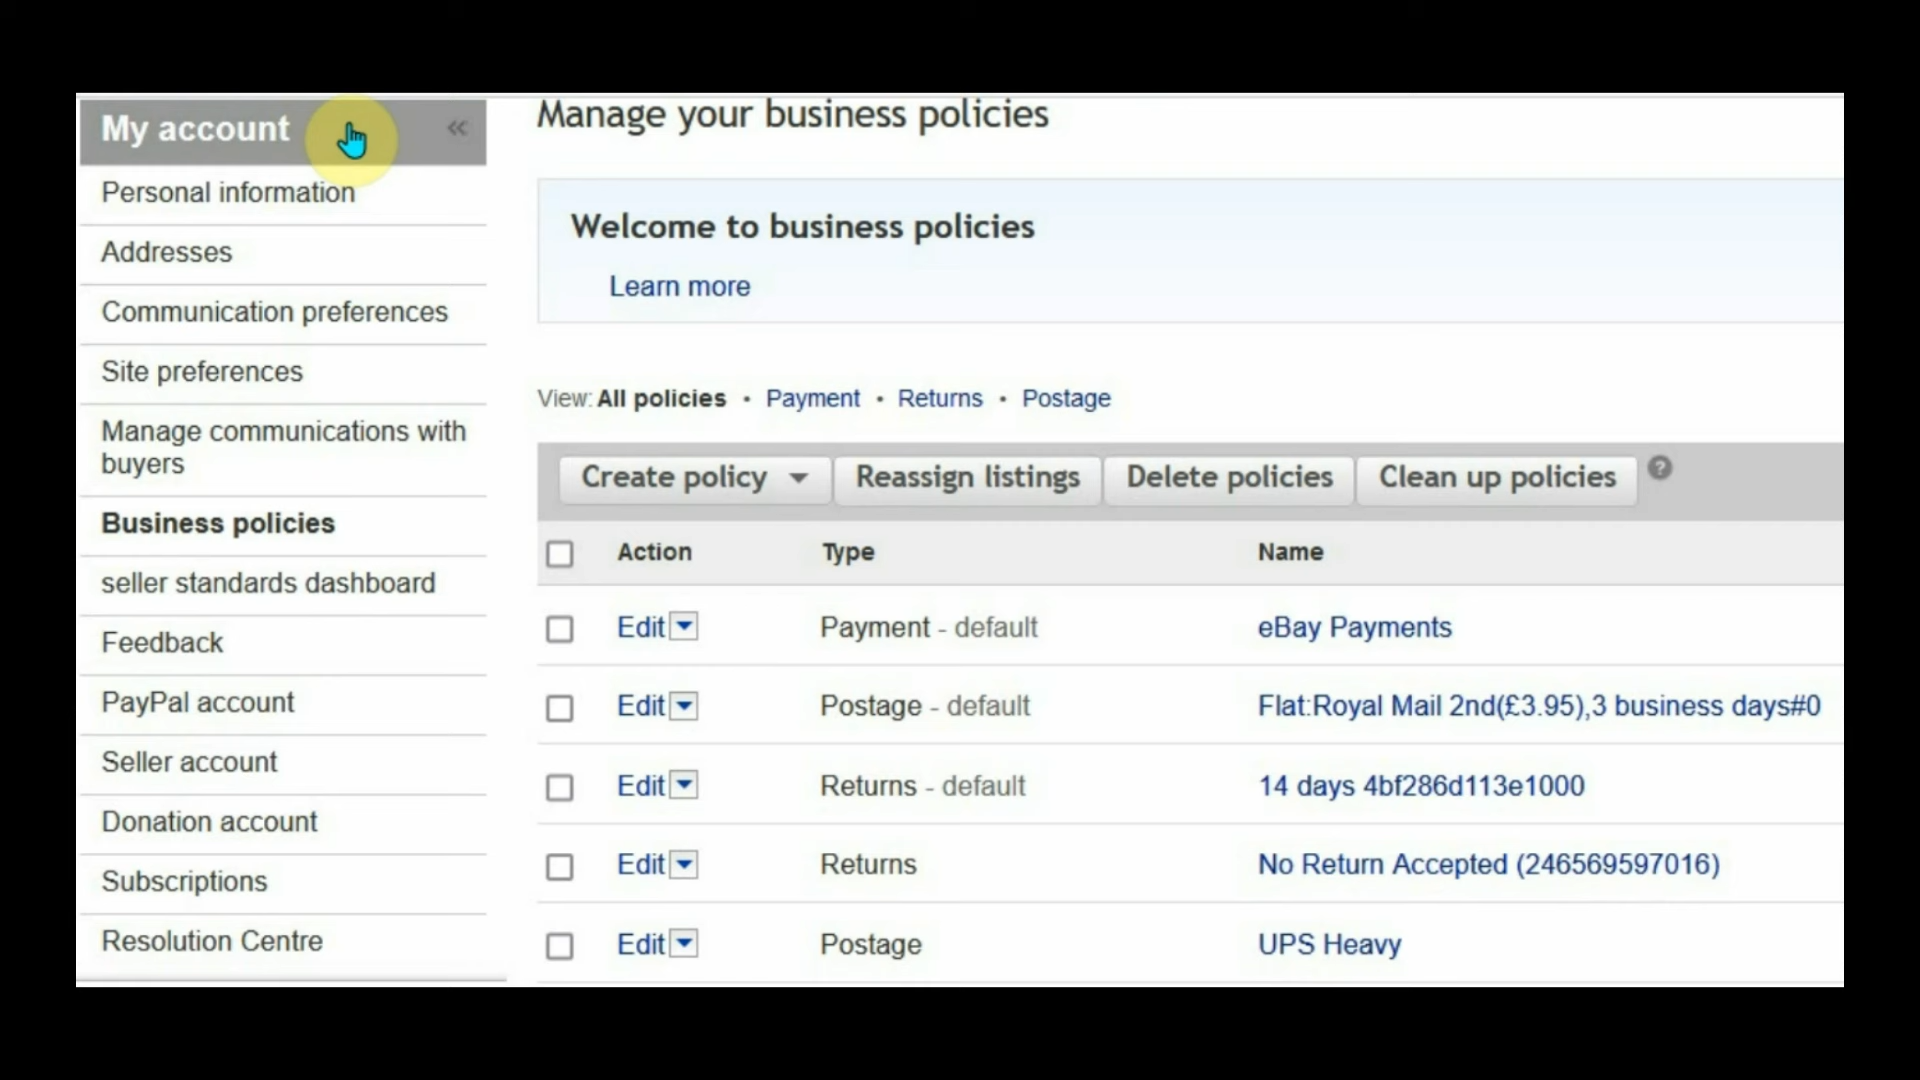 My account «
Personal information
Addresses
Communication preferences
Site preferences
Manage communications with
buyers
Business policies
seller standards dashboard
Feedback
PayPal account
Seller account
Donation account
Subscriptions
Resolution Centre
Manage your business policies
Welcome to business policies
Learn more
View: All policies • Payment • Returns • Postage
Create policy Reassign listings Delete policies Clean up policies ?
Action Type Name
Edit Payment - default eBay Payments
Edit Postage - default Flat:Royal Mail 2nd(£3.95),3 business days#0
Edit Returns - default 14 days 4bf286d113e1000
Edit Returns No Return Accepted (246569597016)
Edit Postage UPS Heavy